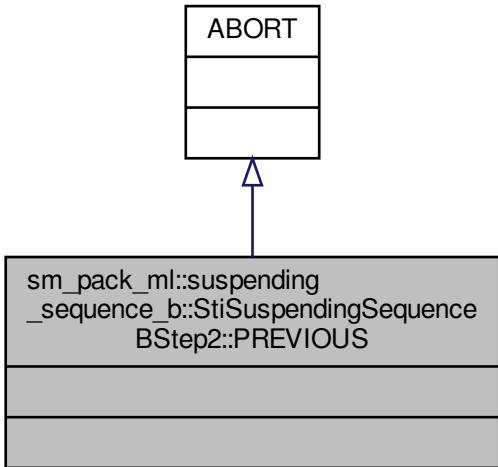 ABORT
sm_pack_ml::suspending
_sequence_b::StiSuspendingSequence
BStep2::PREVIOUS